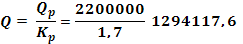 Q = Qp/Kp = 2200000/1,7 1294117,6